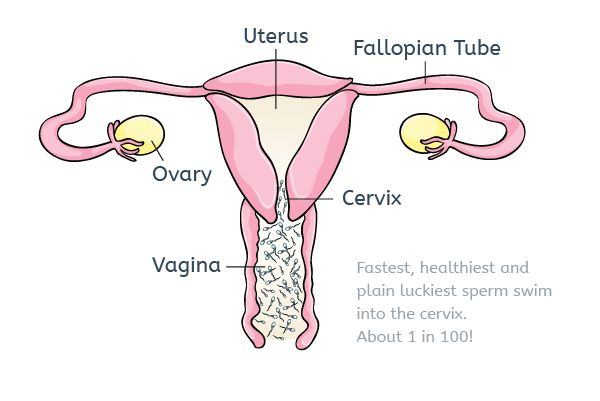 Uterus
Fallopian Tube
Ovary
Cervix
Vagina
Fastest, healthiest and
plain luckiest sperm swim
into the cervix.
About 1 in 100!